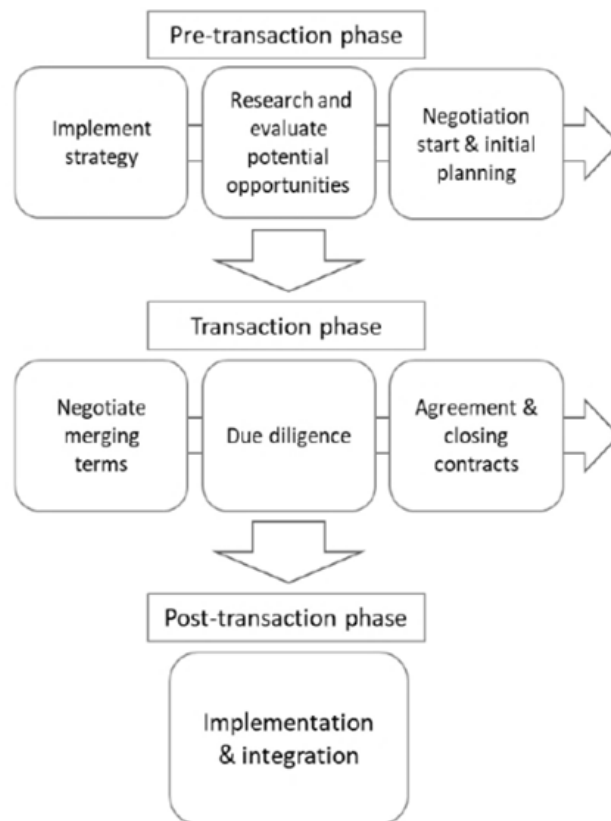 Pre-transaction phase
Implement
strategy
Research and
evaluate
potential
opportunities
Negotiation
start & initial
planning
Transaction phase
Negotiate
merging
terms
Due diligence
Agreement &
closing
contracts
Post-transaction phase
Implementation
& integration